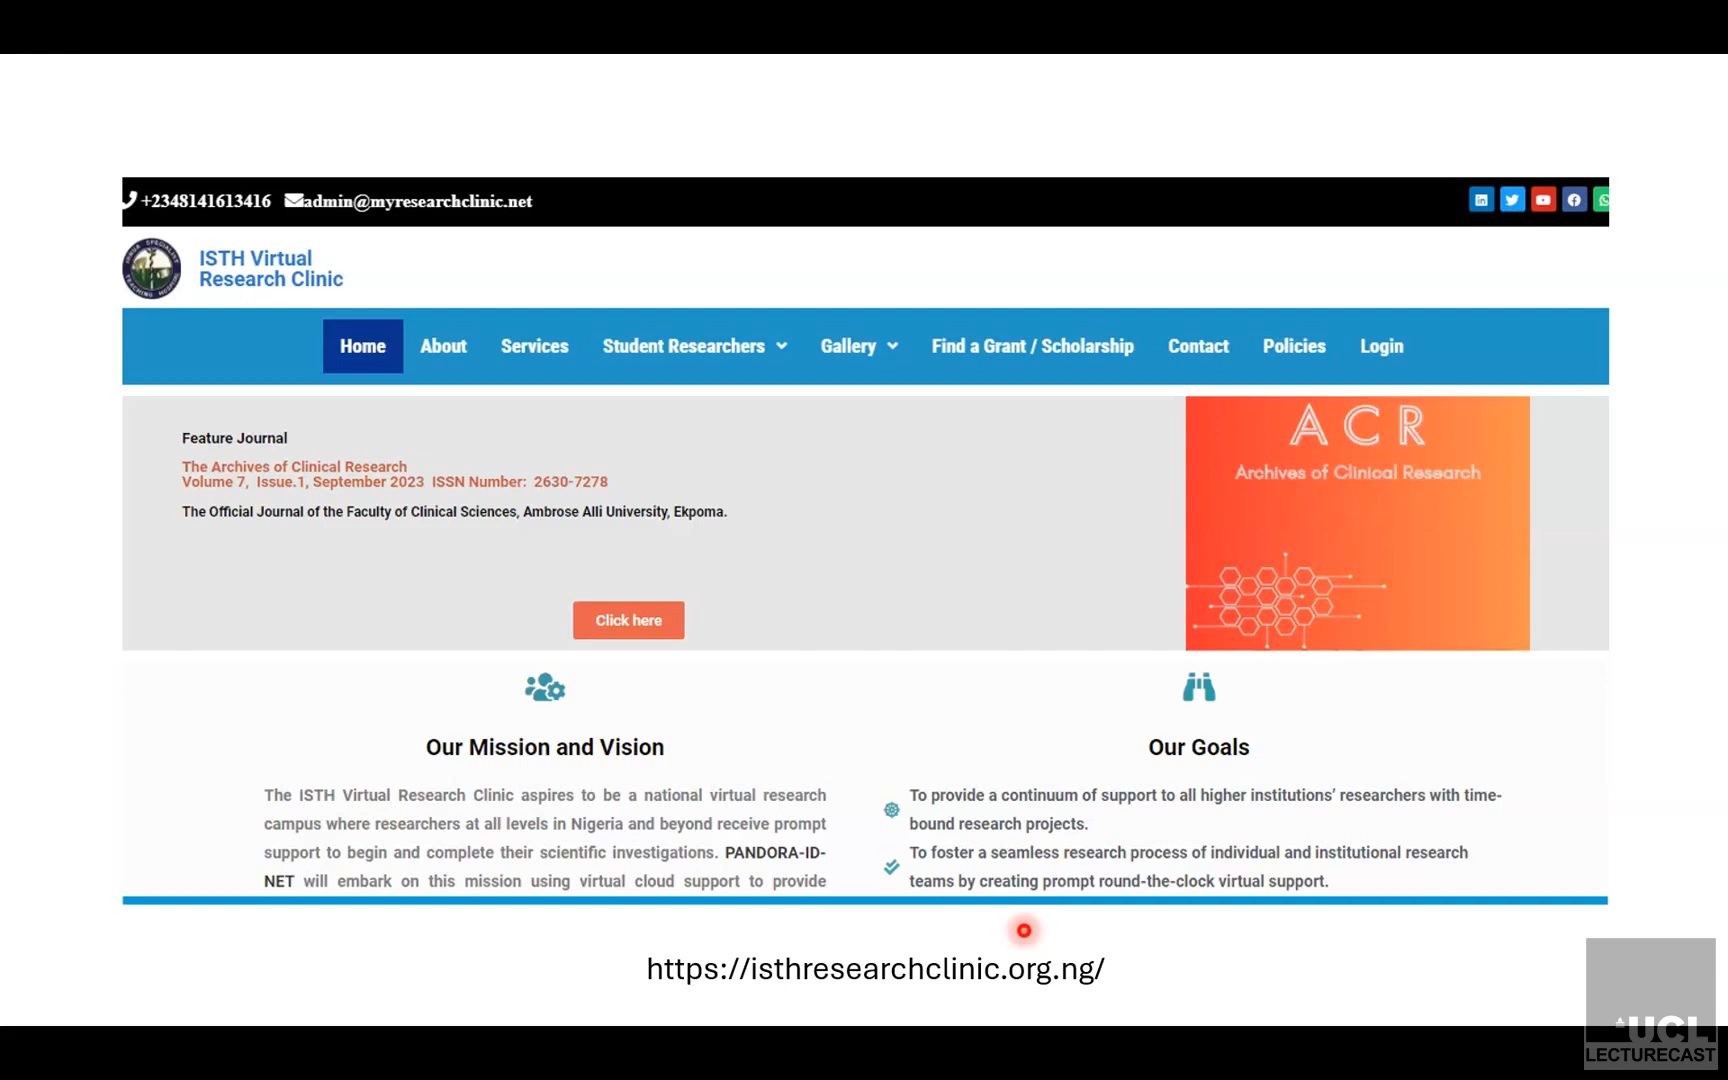 +2348141613416 admin@myresearchclinic.net
ISTH Virtual
Research Clinic
Home About Services Student Researchers Gallery Find a Grant / Scholarship Contact Policies Login
Feature Journal
The Archives of Clinical Research
Volume 7, Issue.1, September 2023 ISSN Number: 2630-7278
The Official Journal of the Faculty of Clinical Sciences, Ambrose Alli University, Ekpoma.
Click here
ACR
Archives of Clinical Research
Our Mission and Vision
The ISTH Virtual Research Clinic aspires to be a national virtual research
campus where researchers at all levels in Nigeria and beyond receive prompt
support to begin and complete their scientific investigations. PANDORA-ID-
NET will embark on this mission using virtual cloud support to provide
Our Goals
To provide a continuum of support to all higher institutions' researchers with time-
bound research projects.
To foster a seamless research process of individual and institutional research
teams by creating prompt round-the-clock virtual support.
https://isthresearchclinic.org.ng/
UCL
LECTURECAST